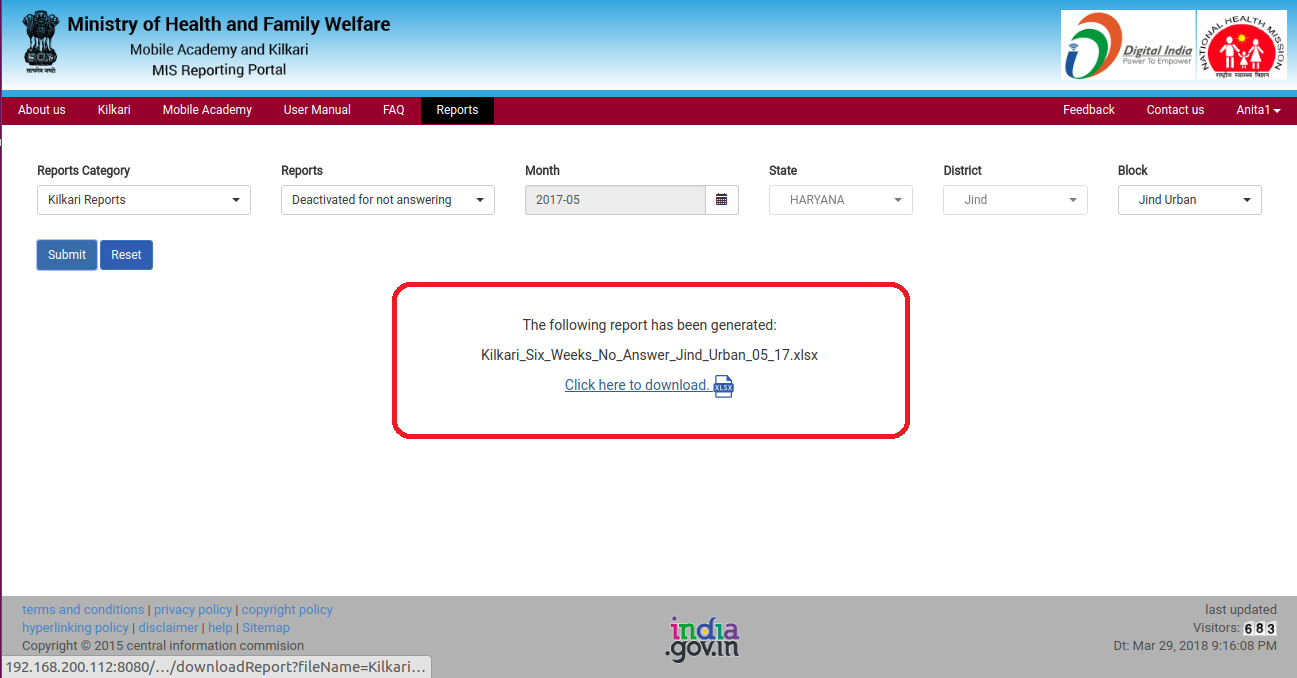 Ministry of Health and Family Welfare
Mobile Academy and Kilkari
MIS Reporting Portal
सत्यमेव जयते
Digital India
Power To Empower
NATIONAL HEALTH MISSION
राष्ट्रीय स्वास्थ्य मिशन
About us Kilkari Mobile Academy User Manual FAQ Reports Feedback Contact us Anita1
Reports Category Reports Month State District Block
Kilkari Reports Deactivated for not answering 2017-05 HARYANA Jind Jind Urban
Submit Reset
The following report has been generated:
Kilkari_Six_Weeks_No_Answer_Jind_Urban_05_17.xlsx
Click here to download. XLSX
terms and conditions | privacy policy | copyright policy
hyperlinking policy | disclaimer | help | Sitemap
Copyright © 2015 central information commision
192.168.200.112:8080/…/downloadReport?fileName=Kilkari…
india
.gov.in
last updated
Visitors: 683
Dt: Mar 29, 2018 9:16:08 PM